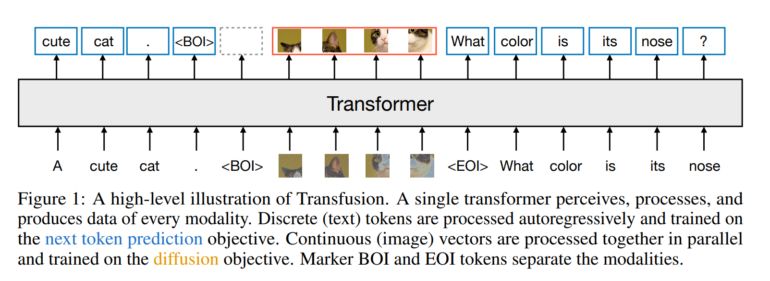 cute cat . <BOI> What color is its nose ?
Transformer
A cute cat . <BOI> <EOI> What color is its nose
Figure 1: A high-level illustration of Transfusion. A single transformer perceives, processes, and
produces data of every modality. Discrete (text) tokens are processed autoregressively and trained on
the next token prediction objective. Continuous (image) vectors are processed together in parallel
and trained on the diffusion objective. Marker BOI and EOI tokens separate the modalities.